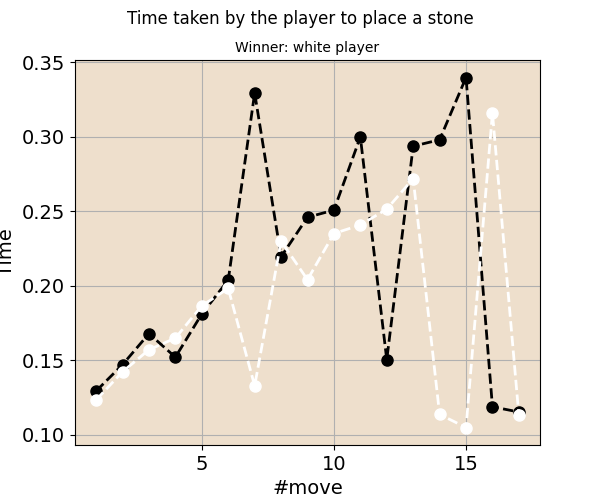 Time taken by the player to place a stone
Winner: white player
0.35
0.30
0.25
0.20
0.15
0.10
Time
5 10 15
#move